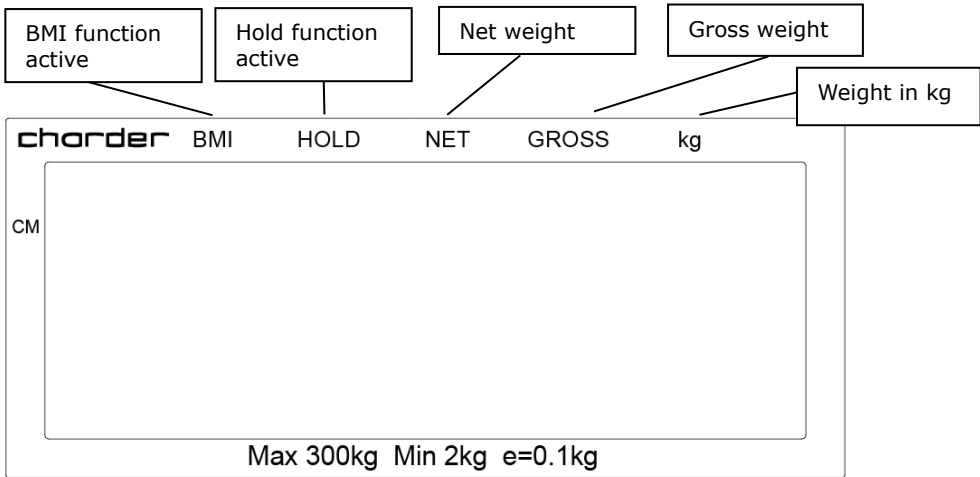 BMI function
active
Hold function
active
Net weight
Gross weight
Weight in kg
charder BMI HOLD NET GROSS kg
CM
Max 300kg Min 2kg e=0.1kg